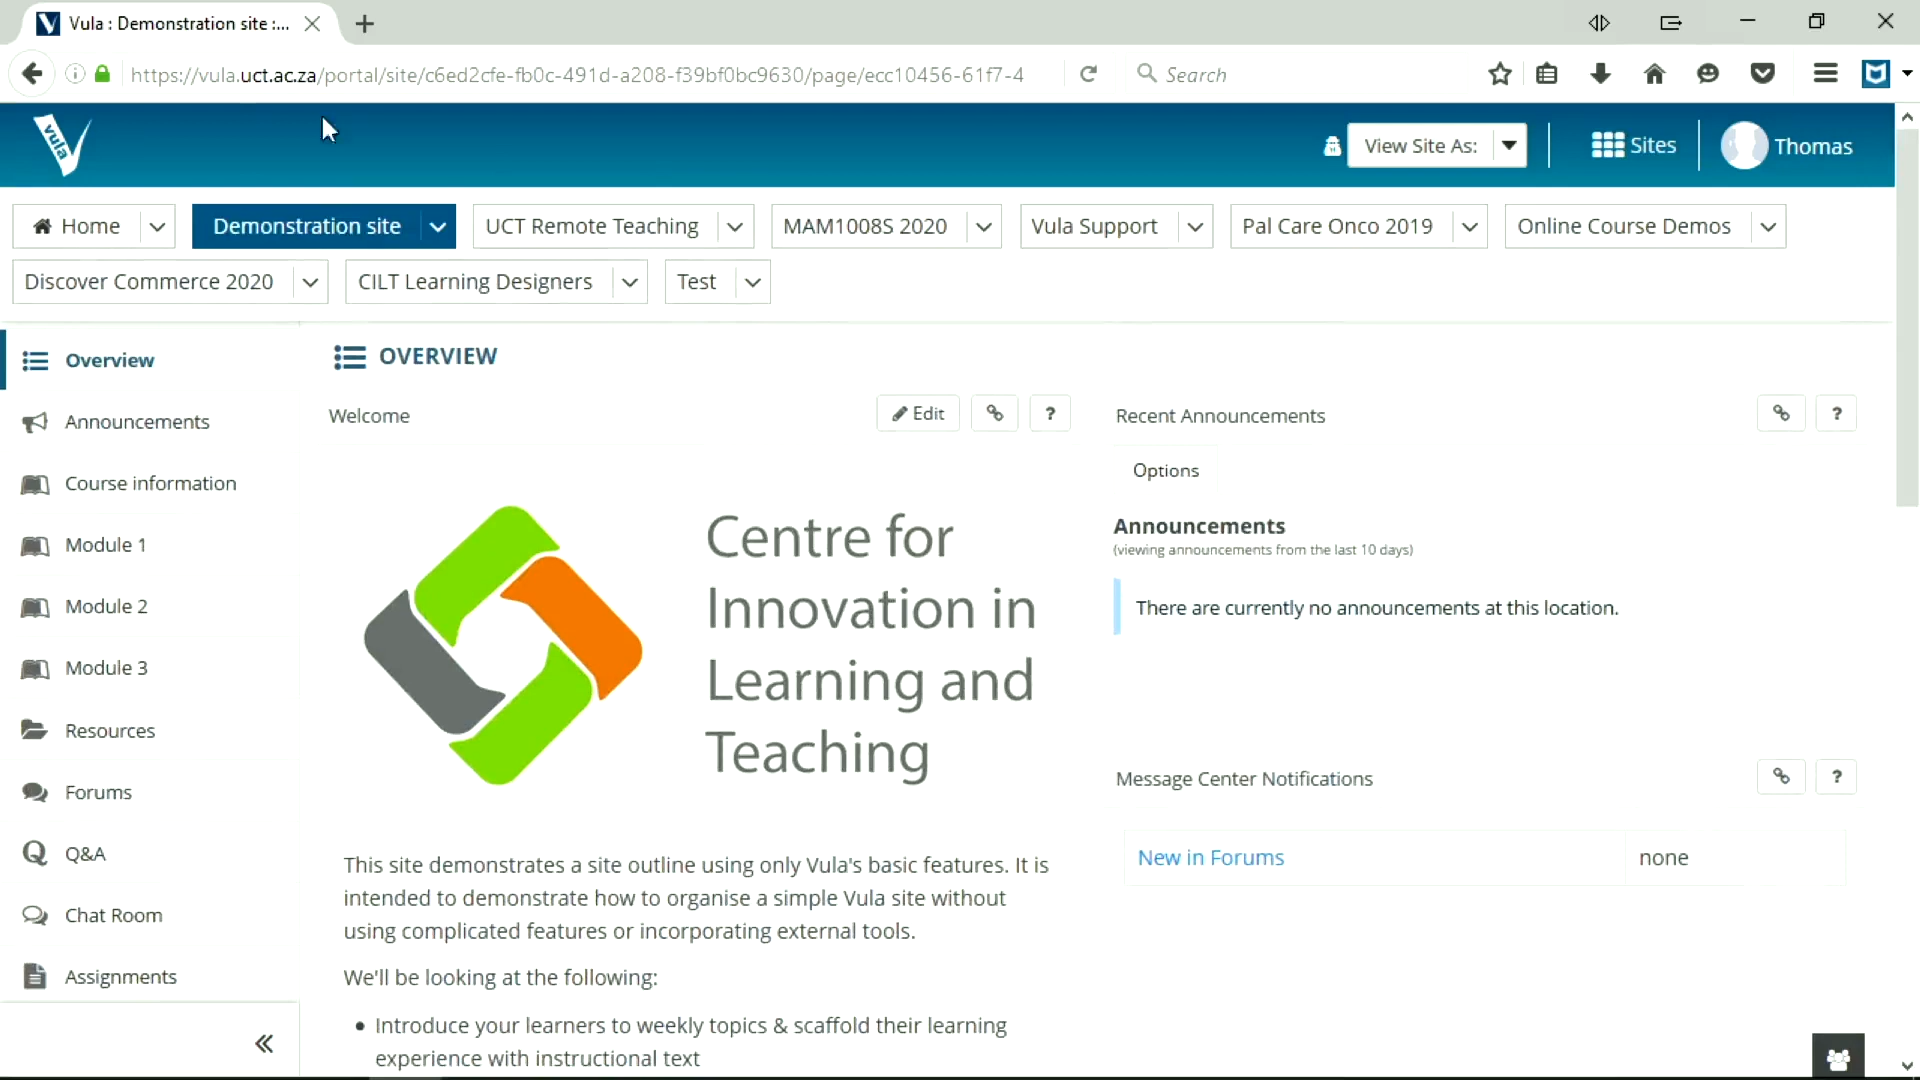 Vula : Demonstration site :...
https://vula.uct.ac.za/portal/site/c6ed2cfe-fb0c-491d-a208-f39bf0bc9630/page/ecc10456-61f7-4
Search
vula
View Site As:
Sites
Thomas
Home
Demonstration site
UCT Remote Teaching
MAM1008S 2020
Vula Support
Pal Care Onco 2019
Online Course Demos
Discover Commerce 2020
CILT Learning Designers
Test
Overview
Announcements
Course information
Module 1
Module 2
Module 3
Resources
Forums
Q&A
Chat Room
Assignments
OVERVIEW
Welcome
Edit
?
Centre for
Innovation in
Learning and
Teaching
This site demonstrates a site outline using only Vula's basic features. It is
intended to demonstrate how to organise a simple Vula site without
using complicated features or incorporating external tools.
We'll be looking at the following:
• Introduce your learners to weekly topics & scaffold their learning
experience with instructional text
Recent Announcements
?
Options
Announcements
(viewing announcements from the last 10 days)
There are currently no announcements at this location.
Message Center Notifications
?
New in Forums
none